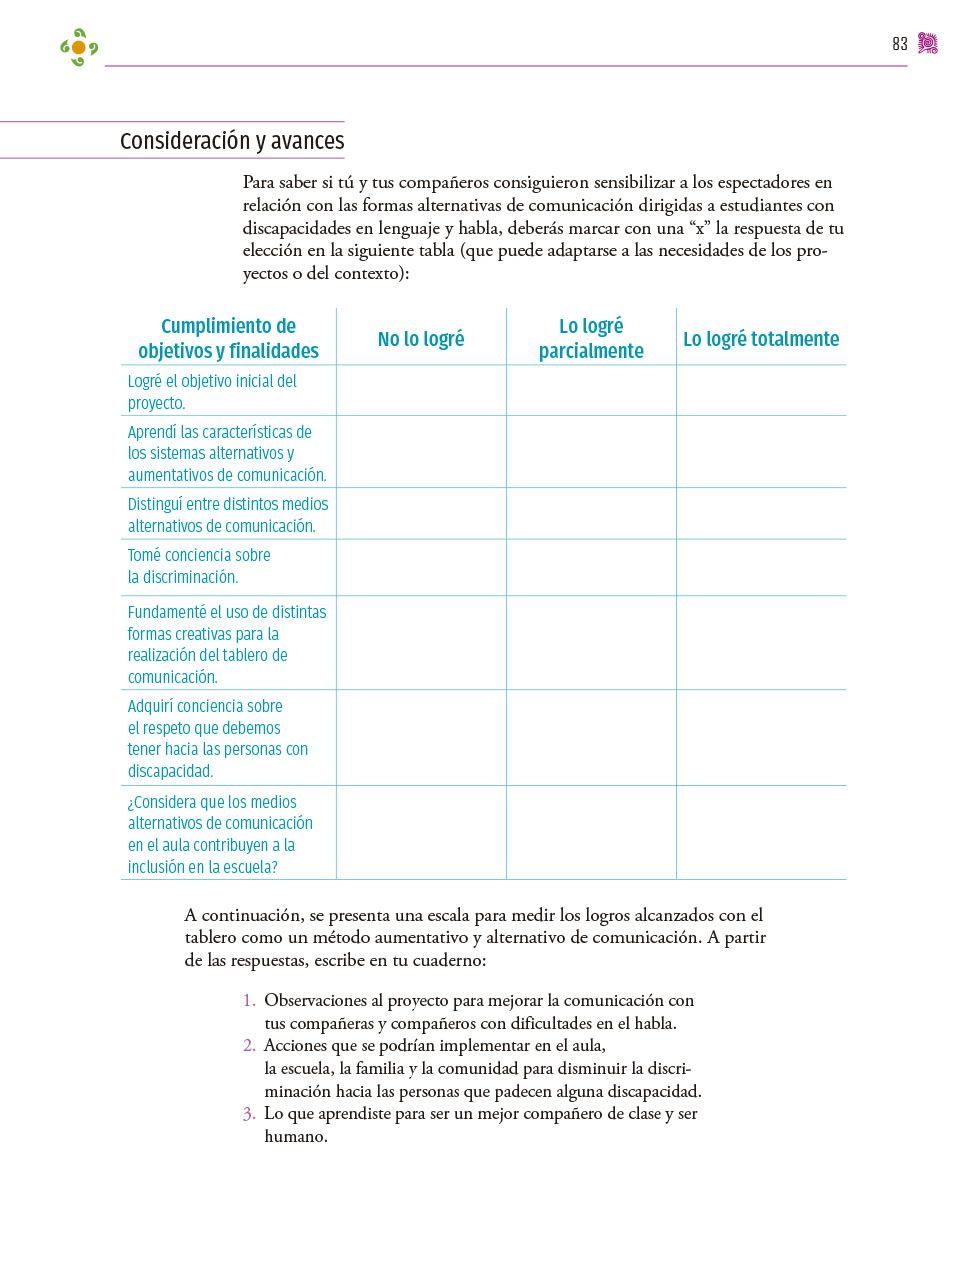 83
Consideración y avances
Para saber si tú y tus compañeros consiguieron sensibilizar a los espectadores en
relación con las formas alternativas de comunicación dirigidas a estudiantes con
discapacidades en lenguaje y habla, deberás marcar con una “x” la respuesta de tu
elección en la siguiente tabla (que puede adaptarse a las necesidades de los pro-
yectos o del contexto):
Cumplimiento de
objetivos y finalidades
No lo logré
Lo logré
parcialmente
Lo logré totalmente
Logré el objetivo inicial del
proyecto.
Aprendí las características de
los sistemas alternativos y
aumentativos de comunicación.
Distinguí entre distintos medios
alternativos de comunicación.
Tomé conciencia sobre
la discriminación.
Fundamenté el uso de distintas
formas creativas para la
realización del tablero de
comunicación.
Adquirí conciencia sobre
el respeto que debemos
tener hacia las personas con
discapacidad.
¿Considera que los medios
alternativos de comunicación
en el aula contribuyen a la
inclusión en la escuela?
A continuación, se presenta una escala para medir los logros alcanzados con el
tablero como un método aumentativo y alternativo de comunicación. A partir
de las respuestas, escribe en tu cuaderno:
1. Observaciones al proyecto para mejorar la comunicación con
tus compañeras y compañeros con dificultades en el habla.
2. Acciones que se podrían implementar en el aula,
la escuela, la familia y la comunidad para disminuir la discri-
minación hacia las personas que padecen alguna discapacidad.
3. Lo que aprendiste para ser un mejor compañero de clase y ser
humano.